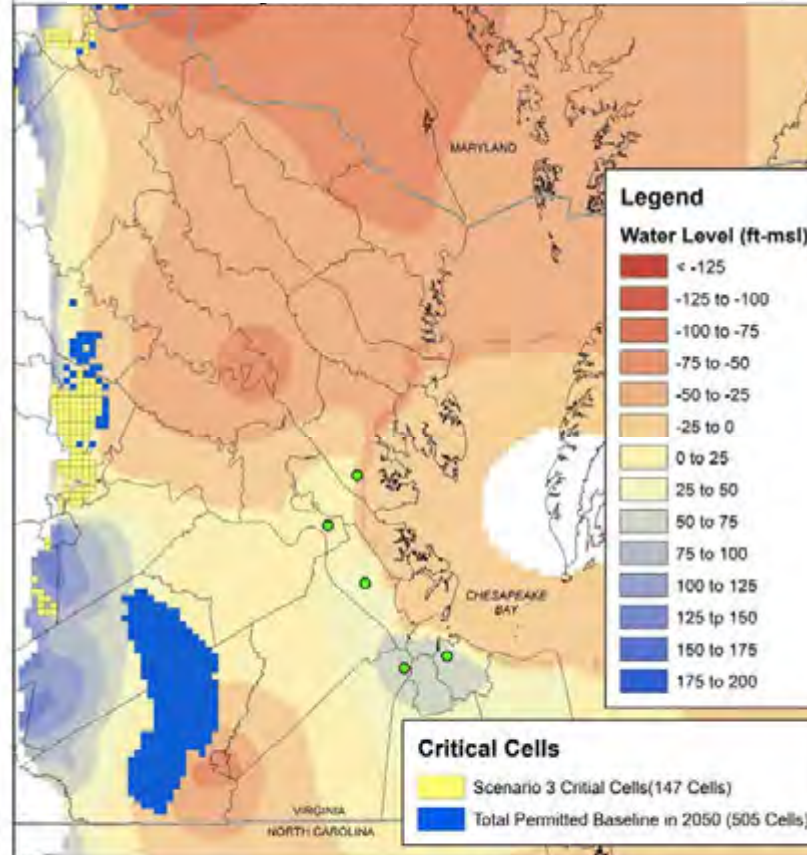 MARYLAND
Legend
Water Level (ft-msl)
< -125
-125 to -100
-100 to -75
-75 to -50
-50 to -25
-25 to 0
0 to 25
25 to 50
50 to 75
75 to 100
100 to 125
125 tp 150
150 to 175
175 to 200
CHESAPEAKE
BAY
Critical Cells
Scenario 3 Critial Cells(147 Cells)
Total Permitted Baseline in 2050 (505 Cells)
VIRGINIA
NORTH CAROLINA